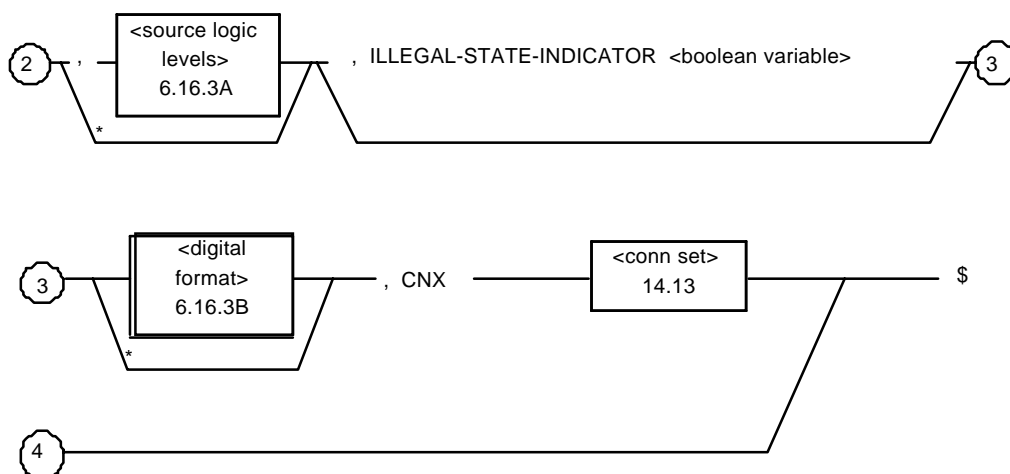 <source logic
levels>
6.16.3A
2 , , ILLEGAL-STATE-INDICATOR <boolean variable> 3
*
<digital
format>
6.16.3B
<conn set>
14.13
3 , CNX $
*
4